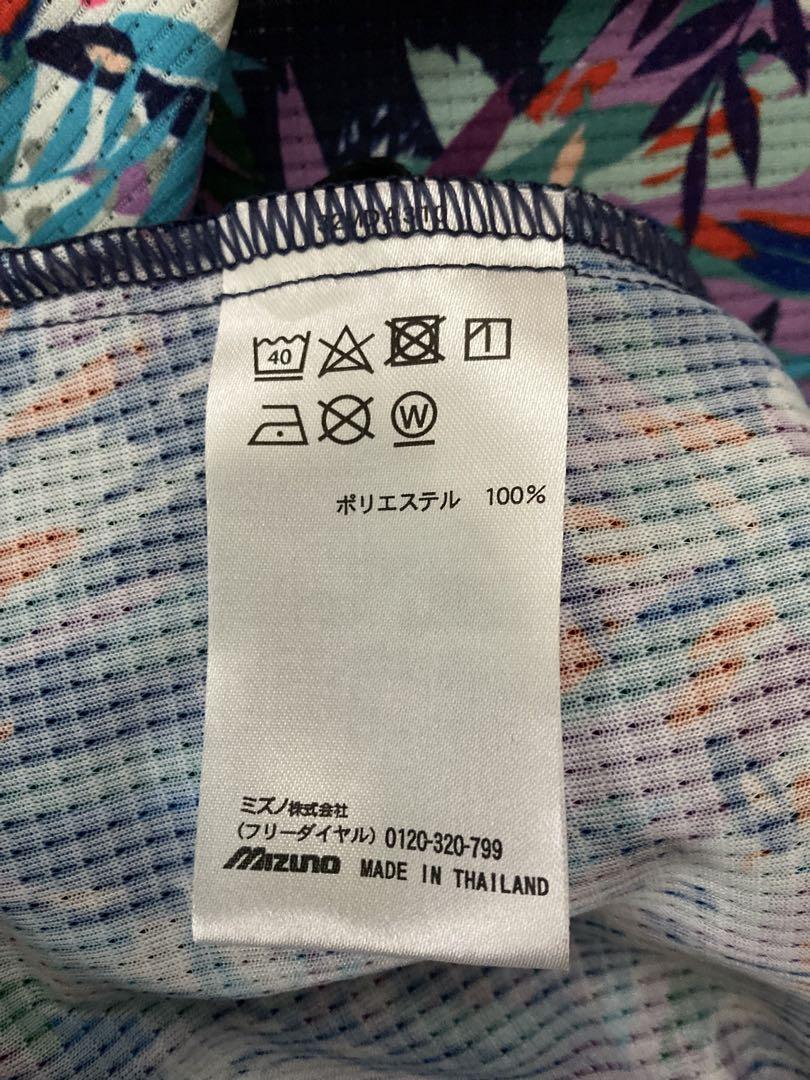 40
W
ポリエステル 100%
ミズノ株式会社
(フリーダイヤル) 0120-320-799
MIZUNO MADE IN THAILAND